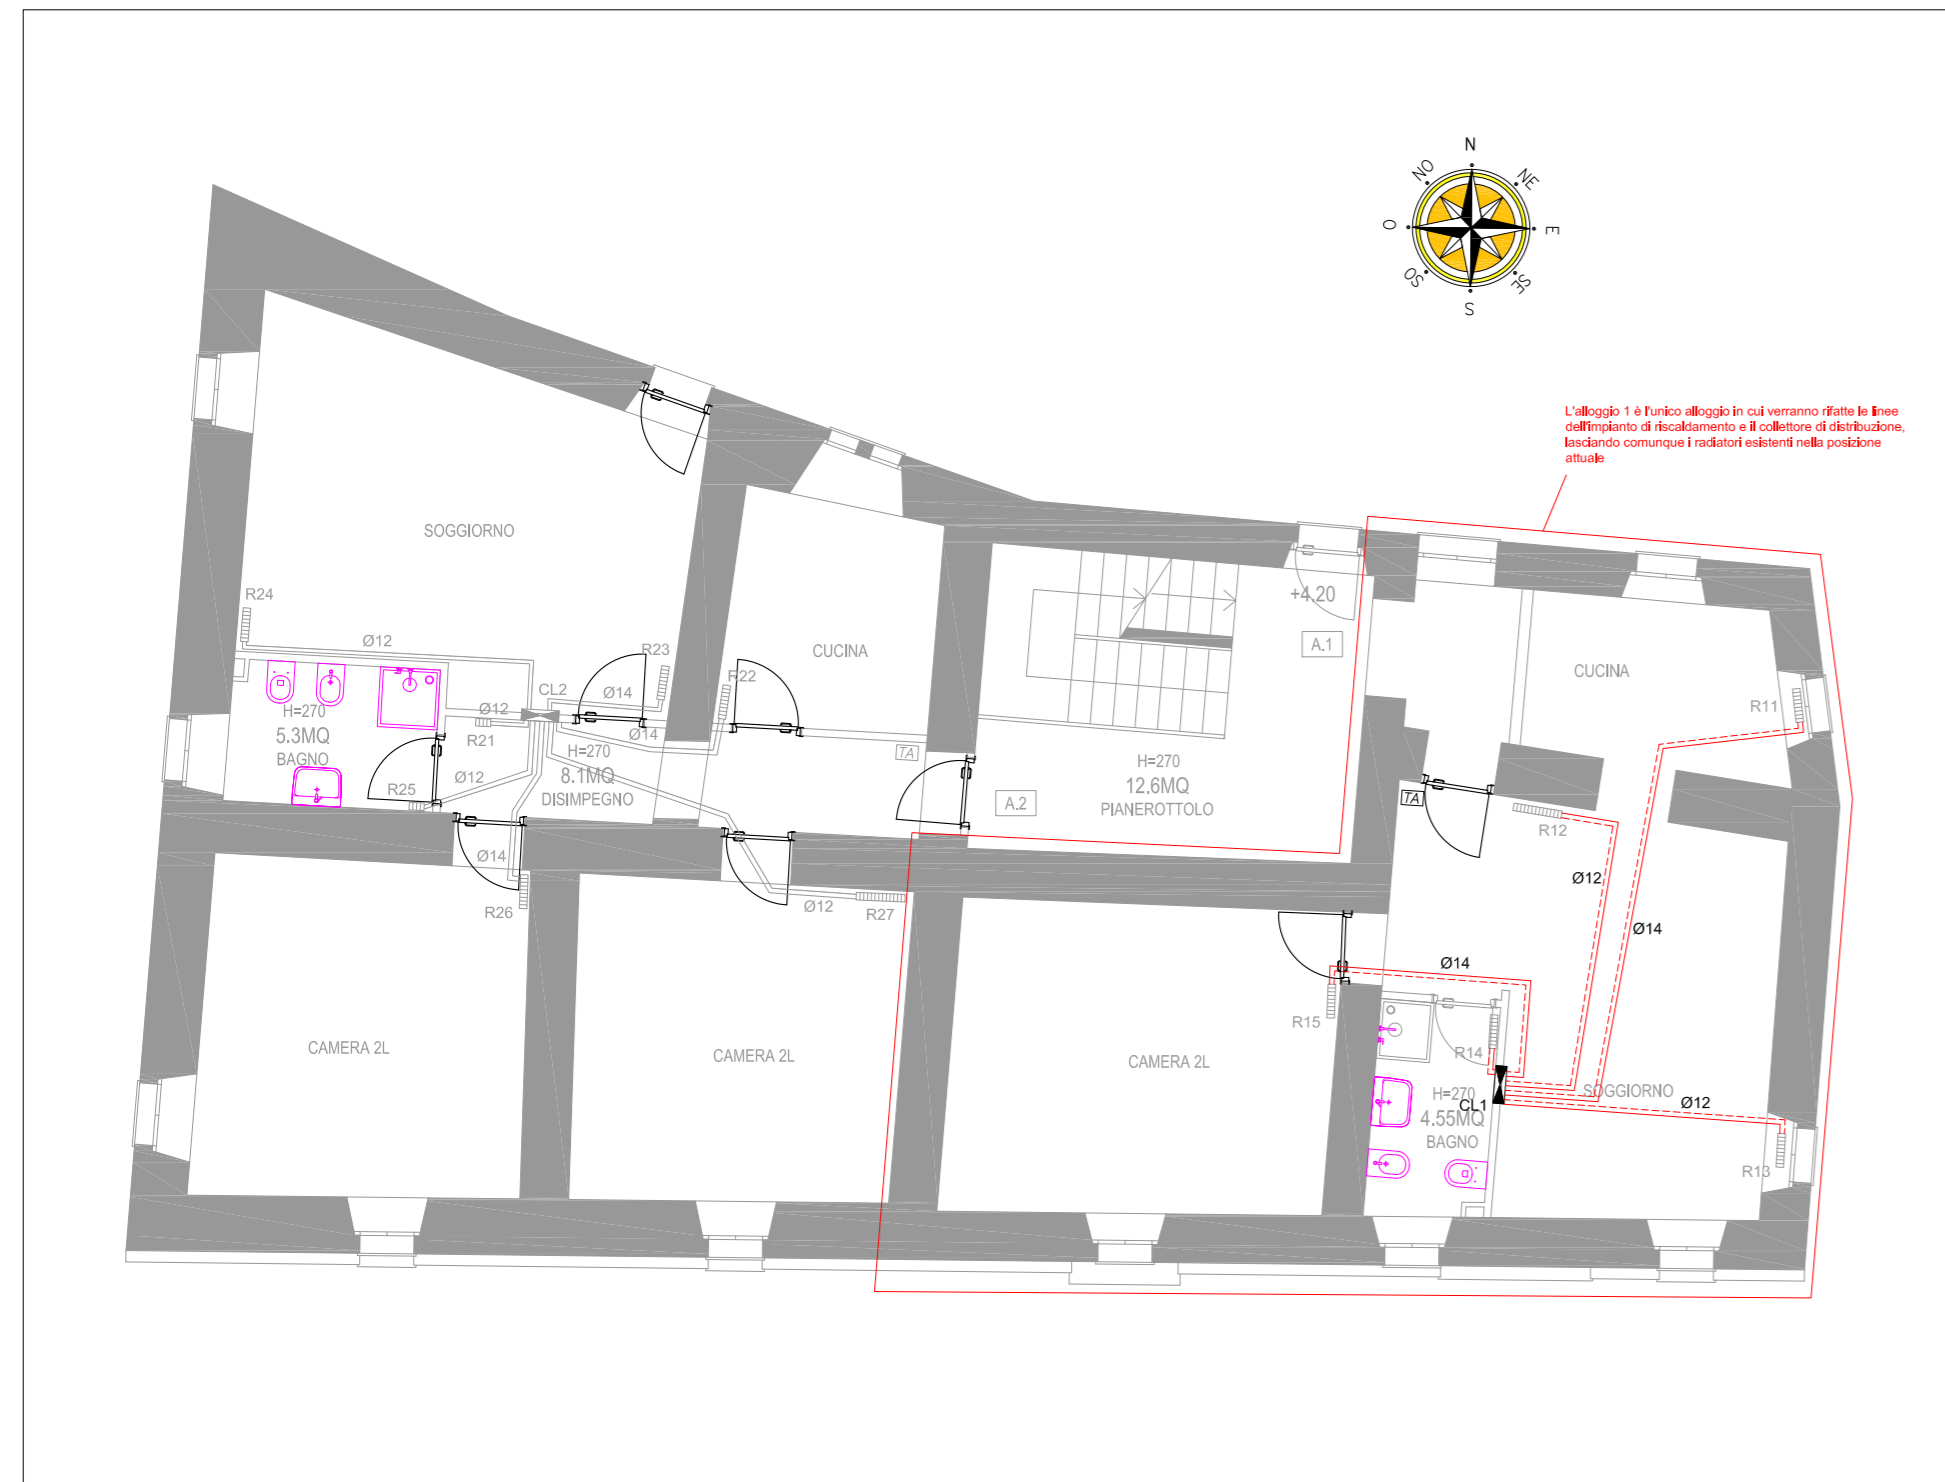 N
NO
NE
O
E
SO
SE
S
L'alloggio 1 è l'unico alloggio in cui verranno rifatte le linee
dell'impianto di riscaldamento e il collettore di distribuzione,
lasciando comunque i radiatori esistenti nella posizione
attuale
SOGGIORNO
R24
Ø12
+4.20
A.1
CUCINA
R23
CUCINA
R22
CL2
Ø14
R11
H=270
5.3MQ
BAGNO
Ø12
R21
Ø14
TA
H=270
8.1MQ
DISIMPEGNO
Ø12
R25
H=270
12,6MQ
PIANEROTTOLO
A.2
TA
R12
Ø14
R26
Ø12
R27
Ø12
Ø14
Ø14
R15
CAMERA 2L
CAMERA 2L
CAMERA 2L
R14
H=270
4.55MQ
BAGNO
CL1
SOGGIORNO
Ø12
R13